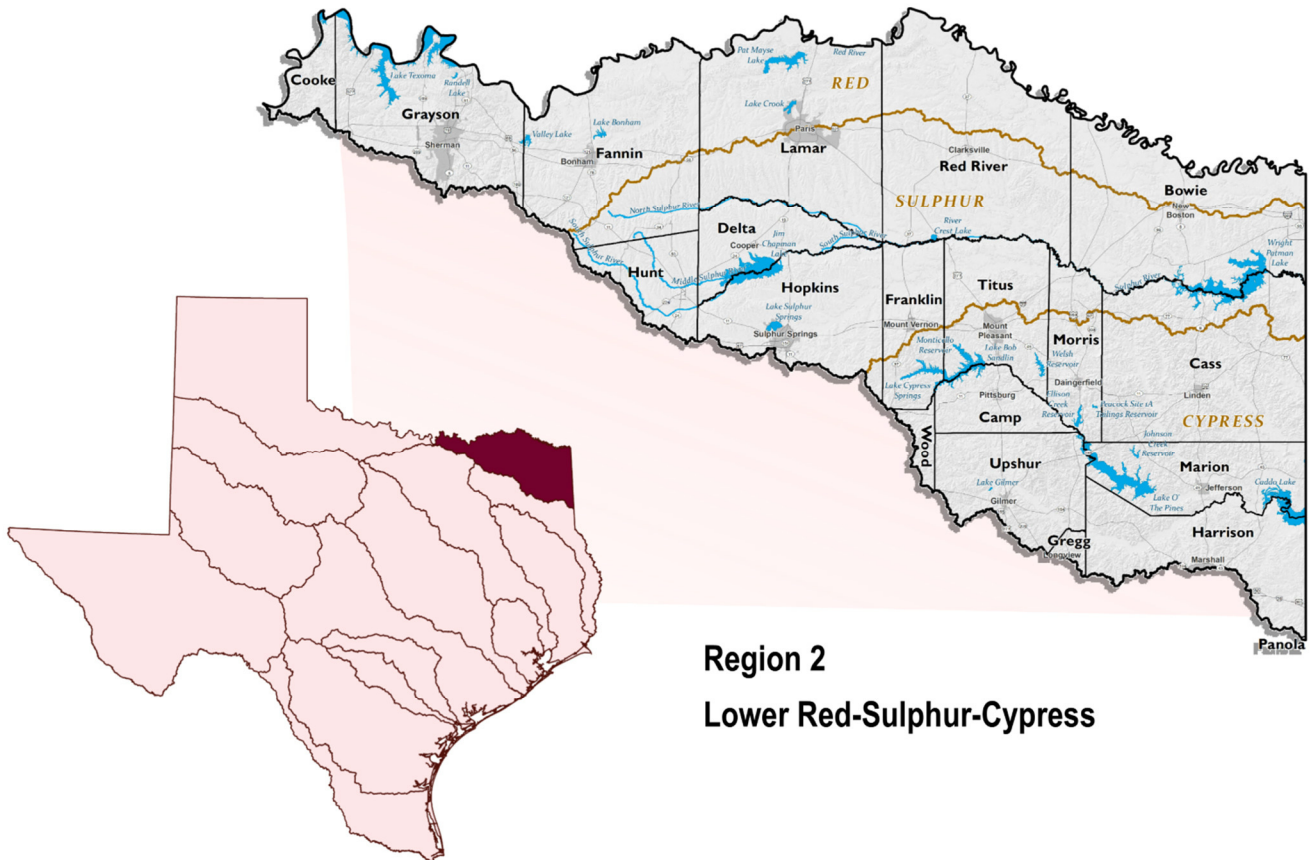 Cooke
Lake Texoma
Randell
Lake
Grayson
Sherman
Valley Lake
Lake Bonham
Bonham
Fannin
Pat Mayse
Lake
Red River
RED
Lake Crook
Paris
Lamar
Clarksville
Red River
Bowie
New
Boston
SULPHUR
North Sulphur River
South Sulphur River
Delta
Cooper
Jim
Chapman
Lake
South Sulphur River
River
Crest Lake
Hunt
Middle Sulphur River
Hopkins
Lake Sulphur
Springs
Sulphur Springs
Franklin
Mount Vernon
Titus
Mount
Pleasant
Sulphur River
Wright
Patman
Lake
Monticello
Reservoir
Lake Bob
Sandlin
Morris
Welsh
Reservoir
Cass
Lake Cypress
Springs
Daingerfield
Ellison
Creek
Reservoir
Peacock Site 1A
Tailings Reservoir
Linden
Pittsburg
Camp
CYPRESS
Wood
Johnson
Creek
Reservoir
Upshur
Marion
Lake Gilmer
Gilmer
Jefferson
Caddo Lake
Lake O'
The Pines
Harrison
Gregg
Longview
Marshall
Panola
Region 2
Lower Red-Sulphur-Cypress